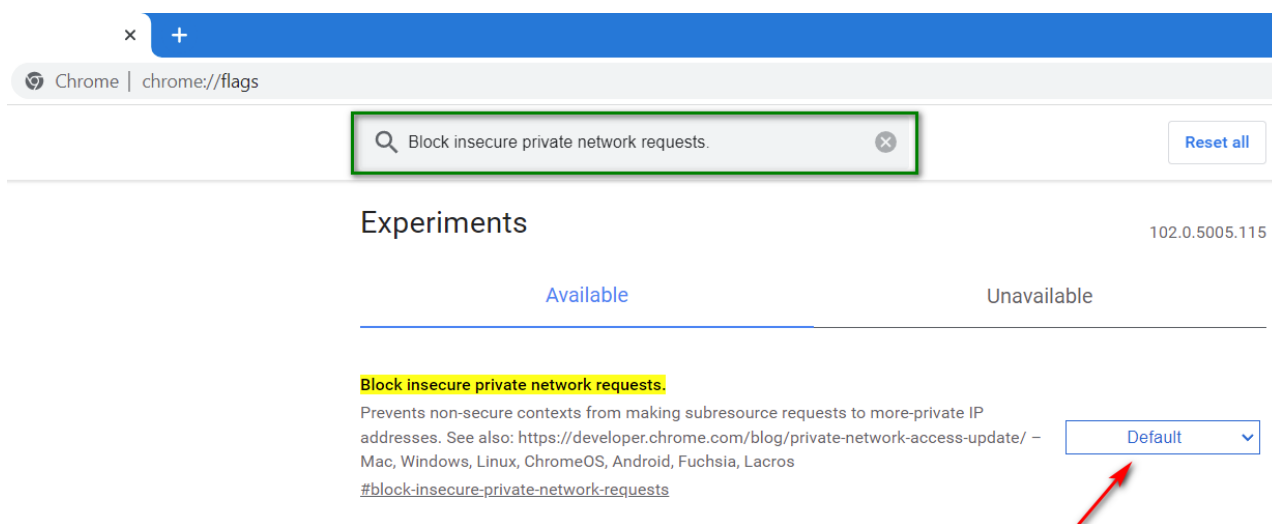 Chrome | chrome://flags
Block insecure private network requests.
Reset all
Experiments
102.0.5005.115
Available
Unavailable
Block insecure private network requests.
Prevents non-secure contexts from making subresource requests to more-private IP
addresses. See also: https://developer.chrome.com/blog/private-network-access-update/ –
Mac, Windows, Linux, ChromeOS, Android, Fuchsia, Lacros
Default
#block-insecure-private-network-requests